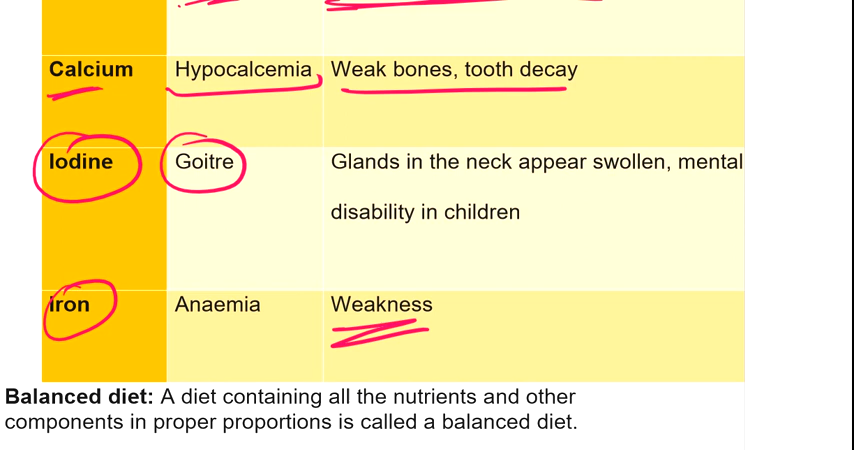 Calcium Hypocalcemia Weak bones, tooth decay
Iodine Goitre Glands in the neck appear swollen, mental
disability in children
Iron Anaemia Weakness
Balanced diet: A diet containing all the nutrients and other
components in proper proportions is called a balanced diet.